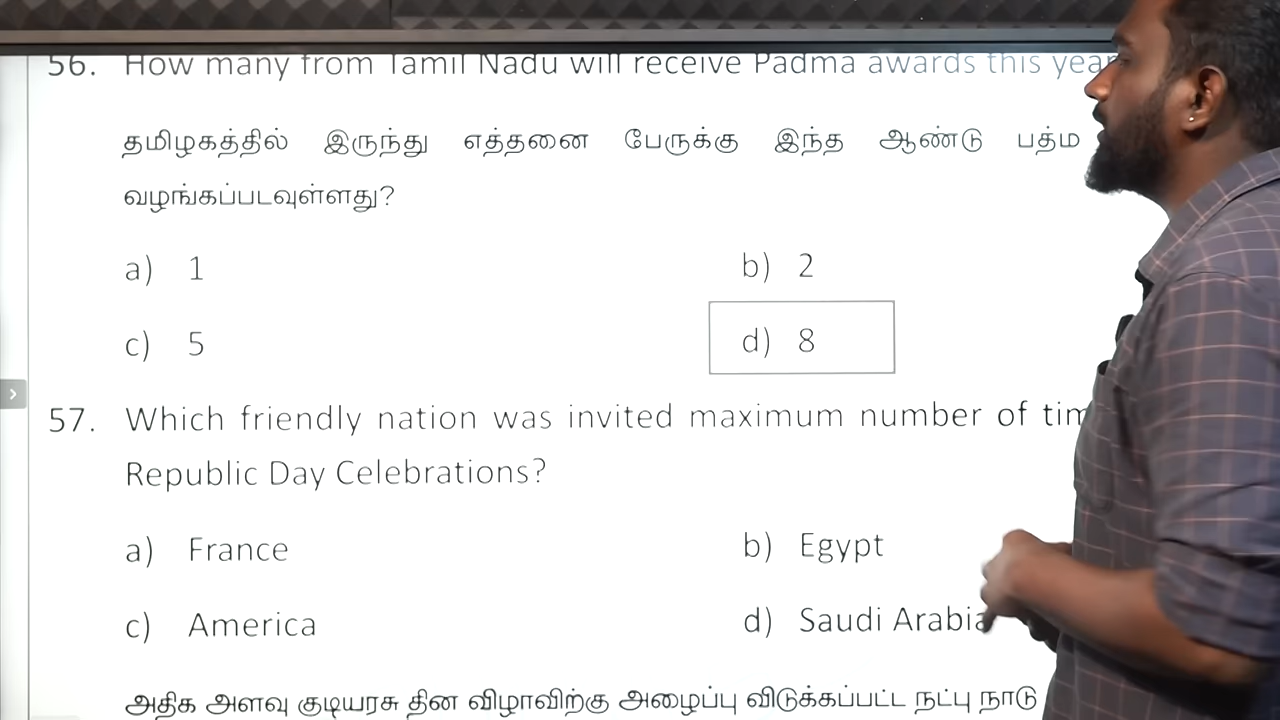 56. How many from Tamil Nadu will receive Padma awards this year
தமிழகத்தில் இருந்து எத்தனை பேருக்கு இந்த ஆண்டு பத்ம
வழங்கப்படவுள்ளது?
a) 1 b) 2
c) 5 d) 8
57. Which friendly nation was invited maximum number of
Republic Day Celebrations?
a) France b) Egypt
c) America d) Saudi Arabia
அதிக அளவு குடியரசு தின விழாவிற்கு அழைப்பு விடுக்கப்பட்ட நட்பு நாடு